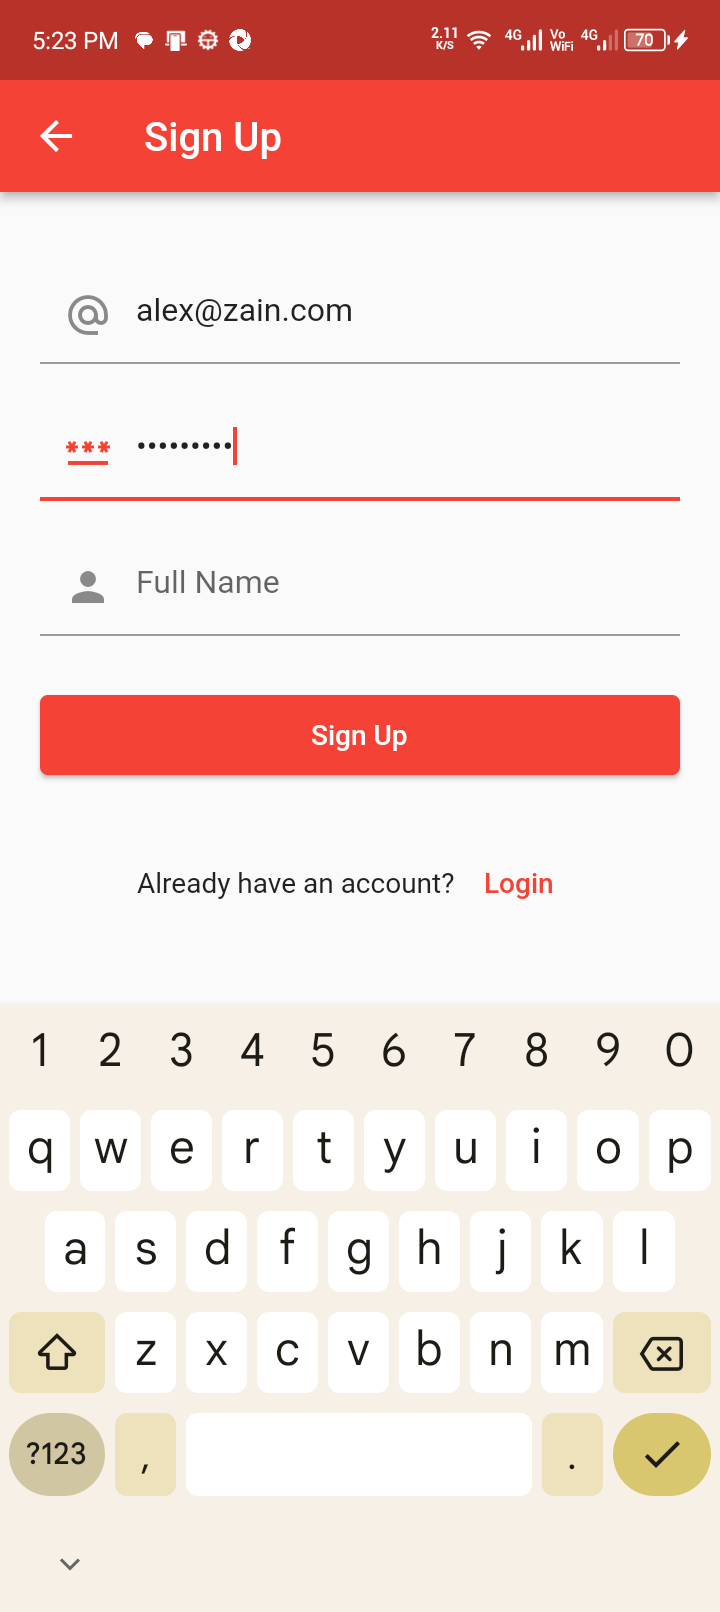 5:23 PM 2.11 K/S 4G Vo WiFi 4G 70
Sign Up
alex@zain.com
•••••••••
Full Name
Sign Up
Already have an account? Login
1 2 3 4 5 6 7 8 9 0
q w e r t y u i o p
a s d f g h j k l
z x c v b n m
?123 , .